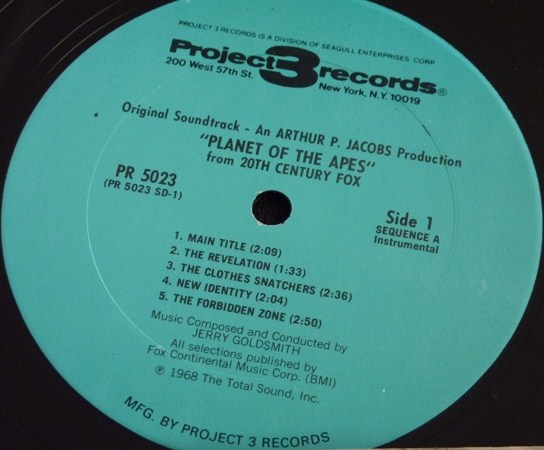 PROJECT 3 RECORDS IS A DIVISION OF SEAGULL ENTERPRISES. CORP
Project 3 records®
200 West 57th St. New York, N.Y. 10019
Original Soundtrack - An ARTHUR P. JACOBS Production
"PLANET OF THE APES"
from 20TH CENTURY FOX
PR 5023
(PR 5023 SD-1)
Side 1
SEQUENCE A
Instrumental
1. MAIN TITLE (2:09)
2. THE REVELATION (1:33)
3. THE CLOTHES SNATCHERS (2:36)
4. NEW IDENTITY (2:04)
5. THE FORBIDDEN ZONE (2:50)
Music Composed and Conducted by
JERRY GOLDSMITH
All selections published by
Fox Continental Music Corp. (BMI)
℗ 1968 The Total Sound, Inc.
MFG. BY PROJECT 3 RECORDS